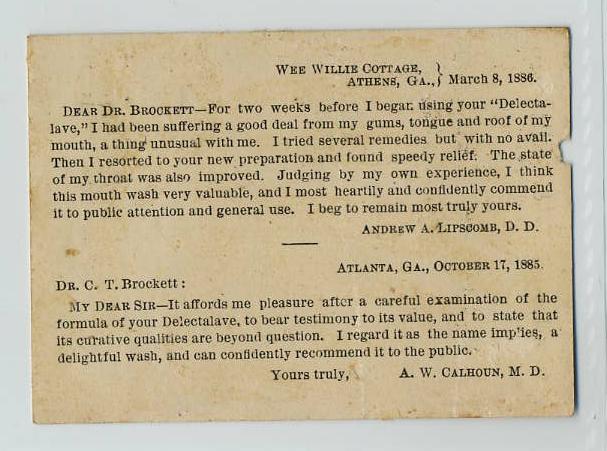 WEE WILLIE COTTAGE, }
ATHENS, GA., } March 8, 1886.
DEAR DR. BROCKETT—For two weeks before I began using your "Delecta-
lave," I had been suffering a good deal from my gums, tongue and roof of my
mouth, a thing unusual with me. I tried several remedies but with no avail.
Then I resorted to your new preparation and found speedy relief. The state
of my throat was also improved. Judging by my own experience, I think
this mouth wash very valuable, and I most heartily and confidently commend
it to public attention and general use. I beg to remain most truly yours.
ANDREW A. LIPSCOMB, D. D.
ATLANTA, GA., OCTOBER 17, 1885.
DR. C. T. Brockett:
MY DEAR SIR—It affords me pleasure after a careful examination of the
formula of your Delectalave, to bear testimony to its value, and to state that
its curative qualities are beyond question. I regard it as the name imp'ies, a
delightful wash, and can confidently recommend it to the public.
Yours truly, A. W. CALHOUN, M. D.